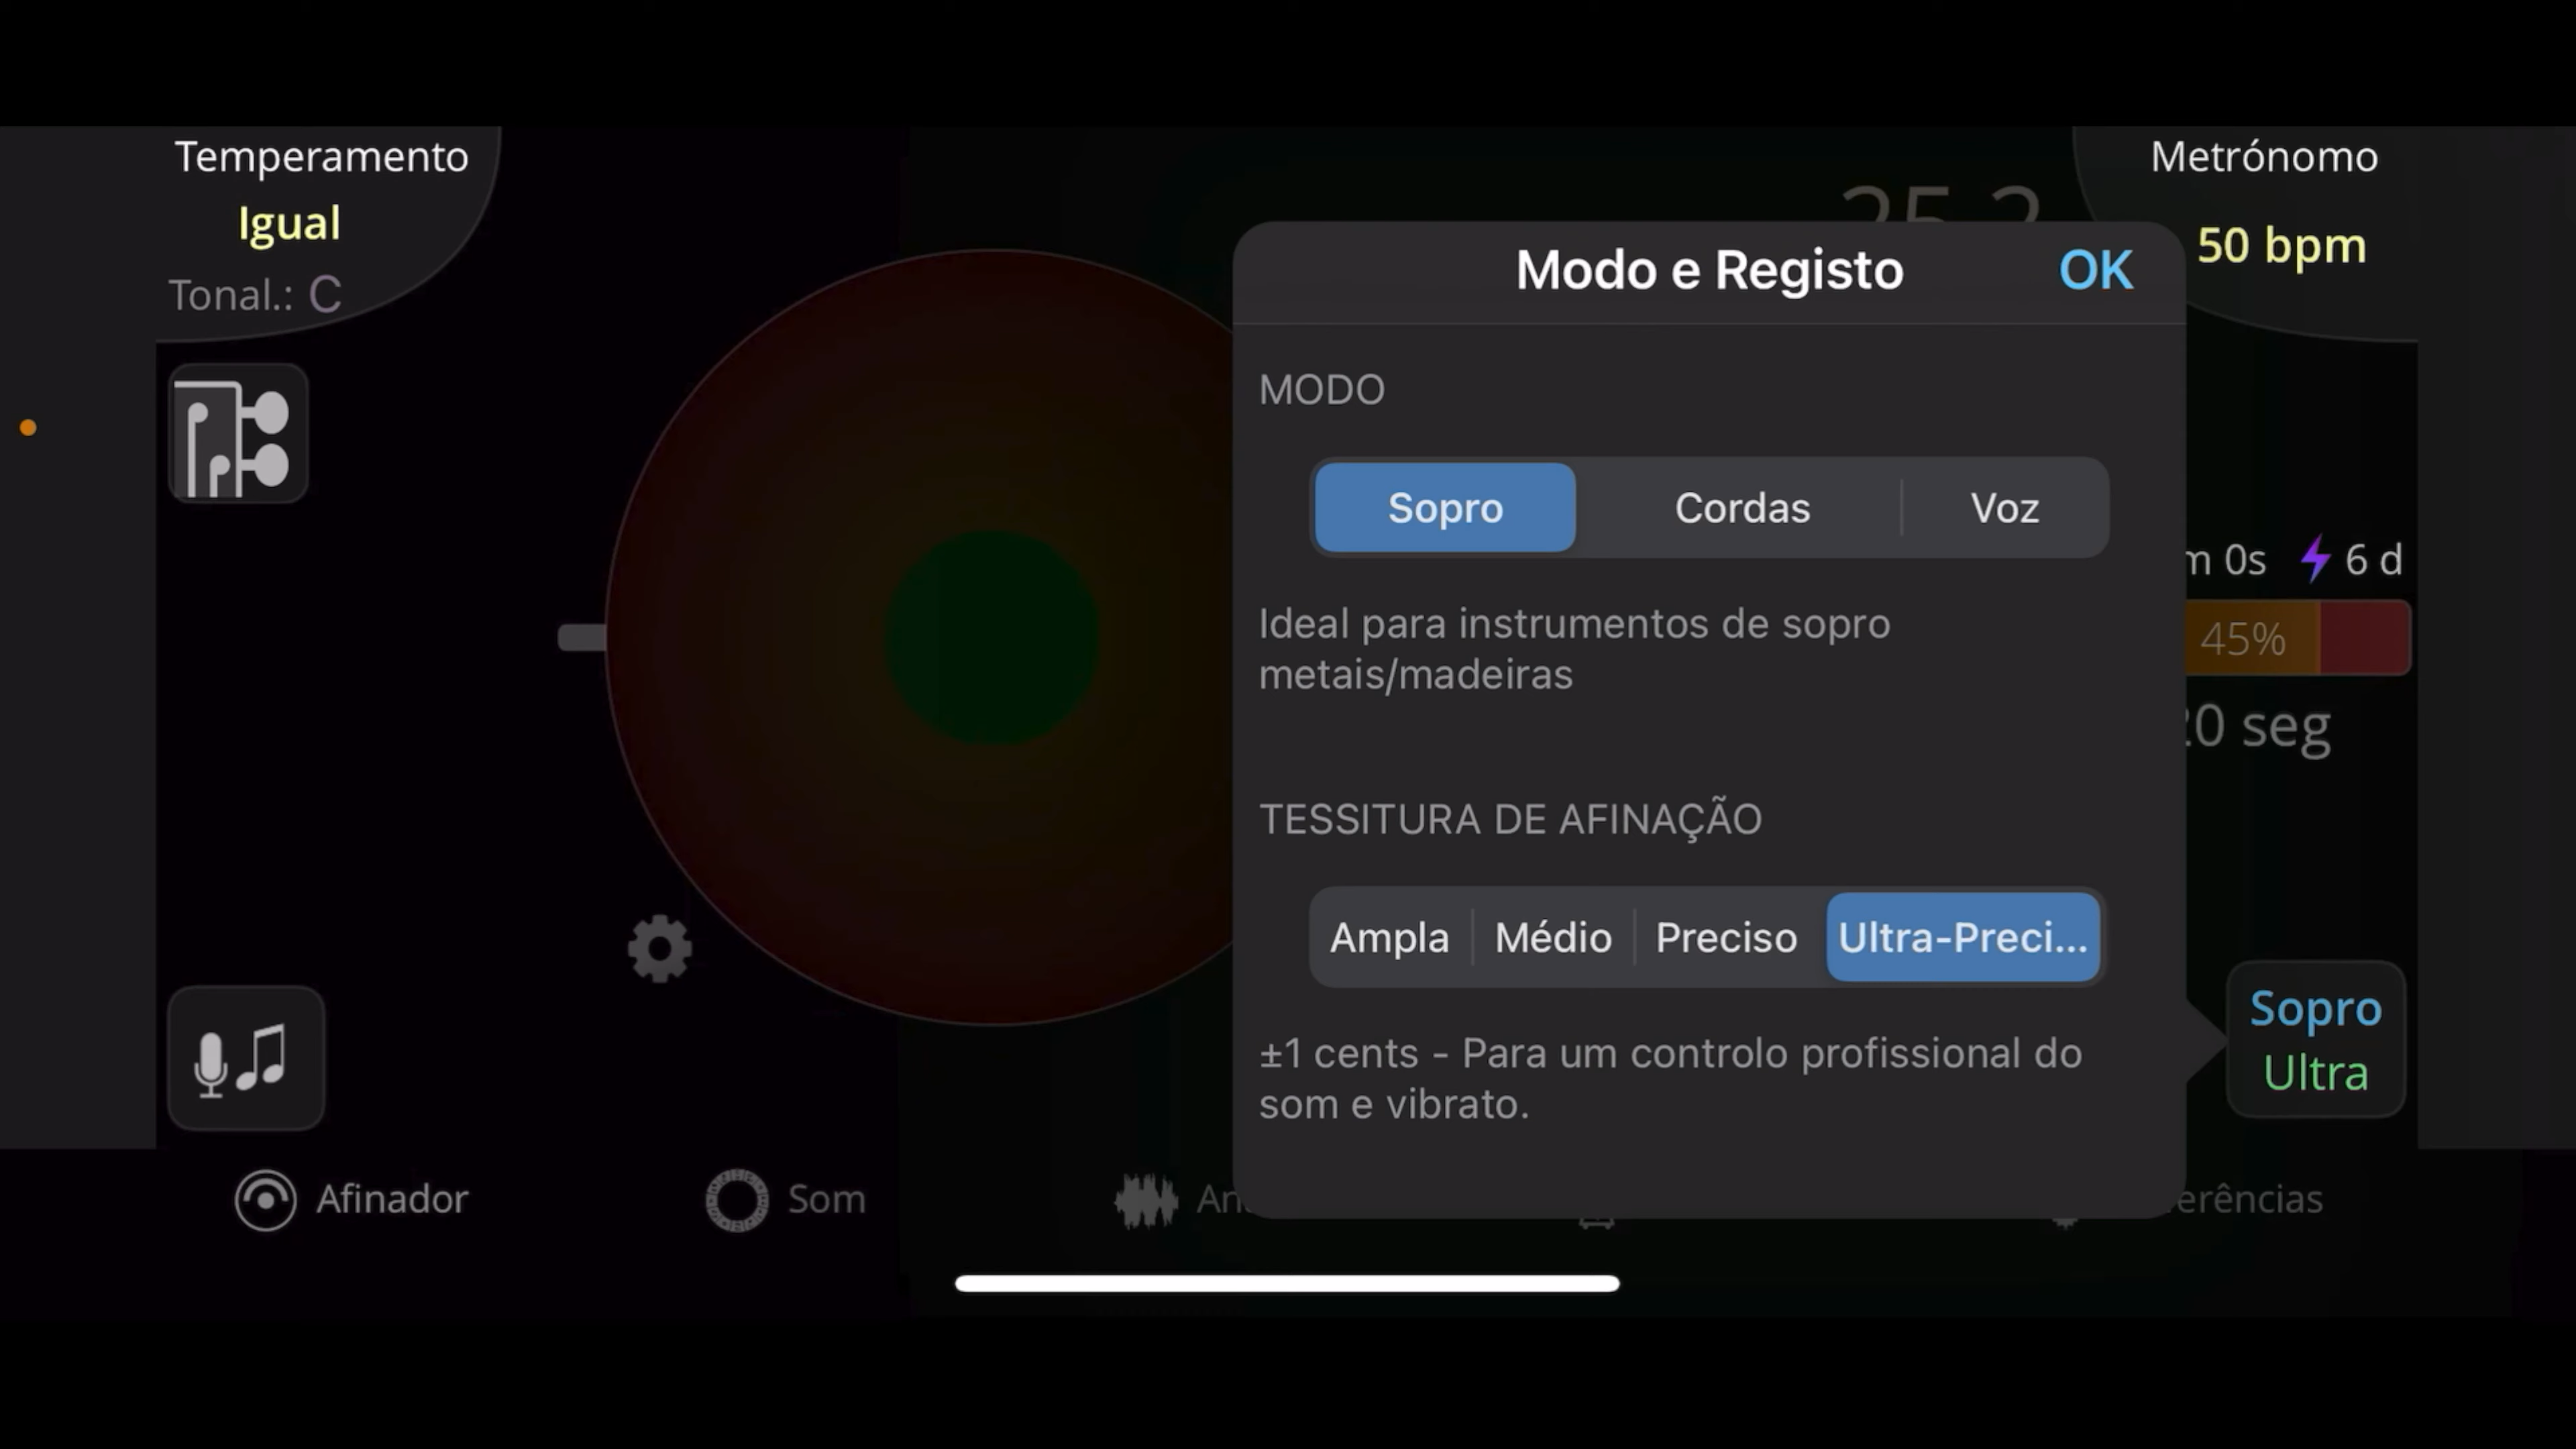 Temperamento
Igual
Tonal.: C
Metrónomo
50 bpm
Modo e Registo
OK
MODO
Sopro
Cordas
Voz
Ideal para instrumentos de sopro
metais/madeiras
0s
6 d
45%
seg
TESSITURA DE AFINAÇÃO
Ampla
Médio
Preciso
Ultra-Preci...
±1 cents - Para um controlo profissional do
som e vibrato.
Sopro
Ultra
Afinador
Som